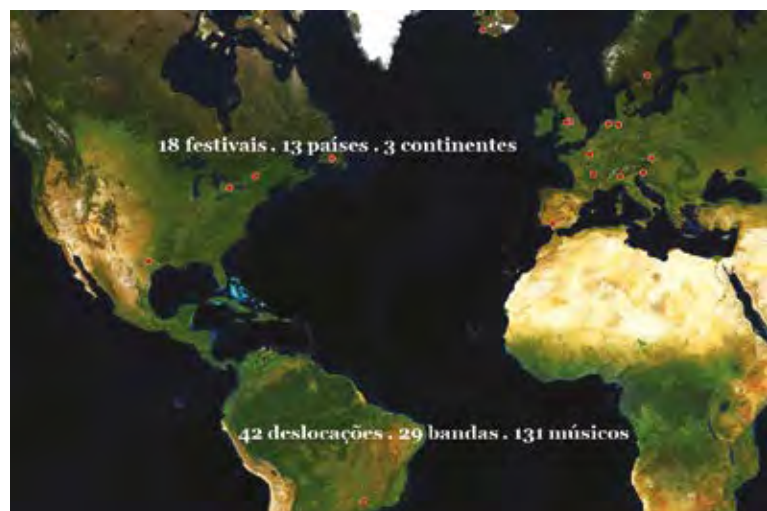 18 festivais . 13 países . 3 continentes
42 deslocações . 29 bandas . 131 músicos